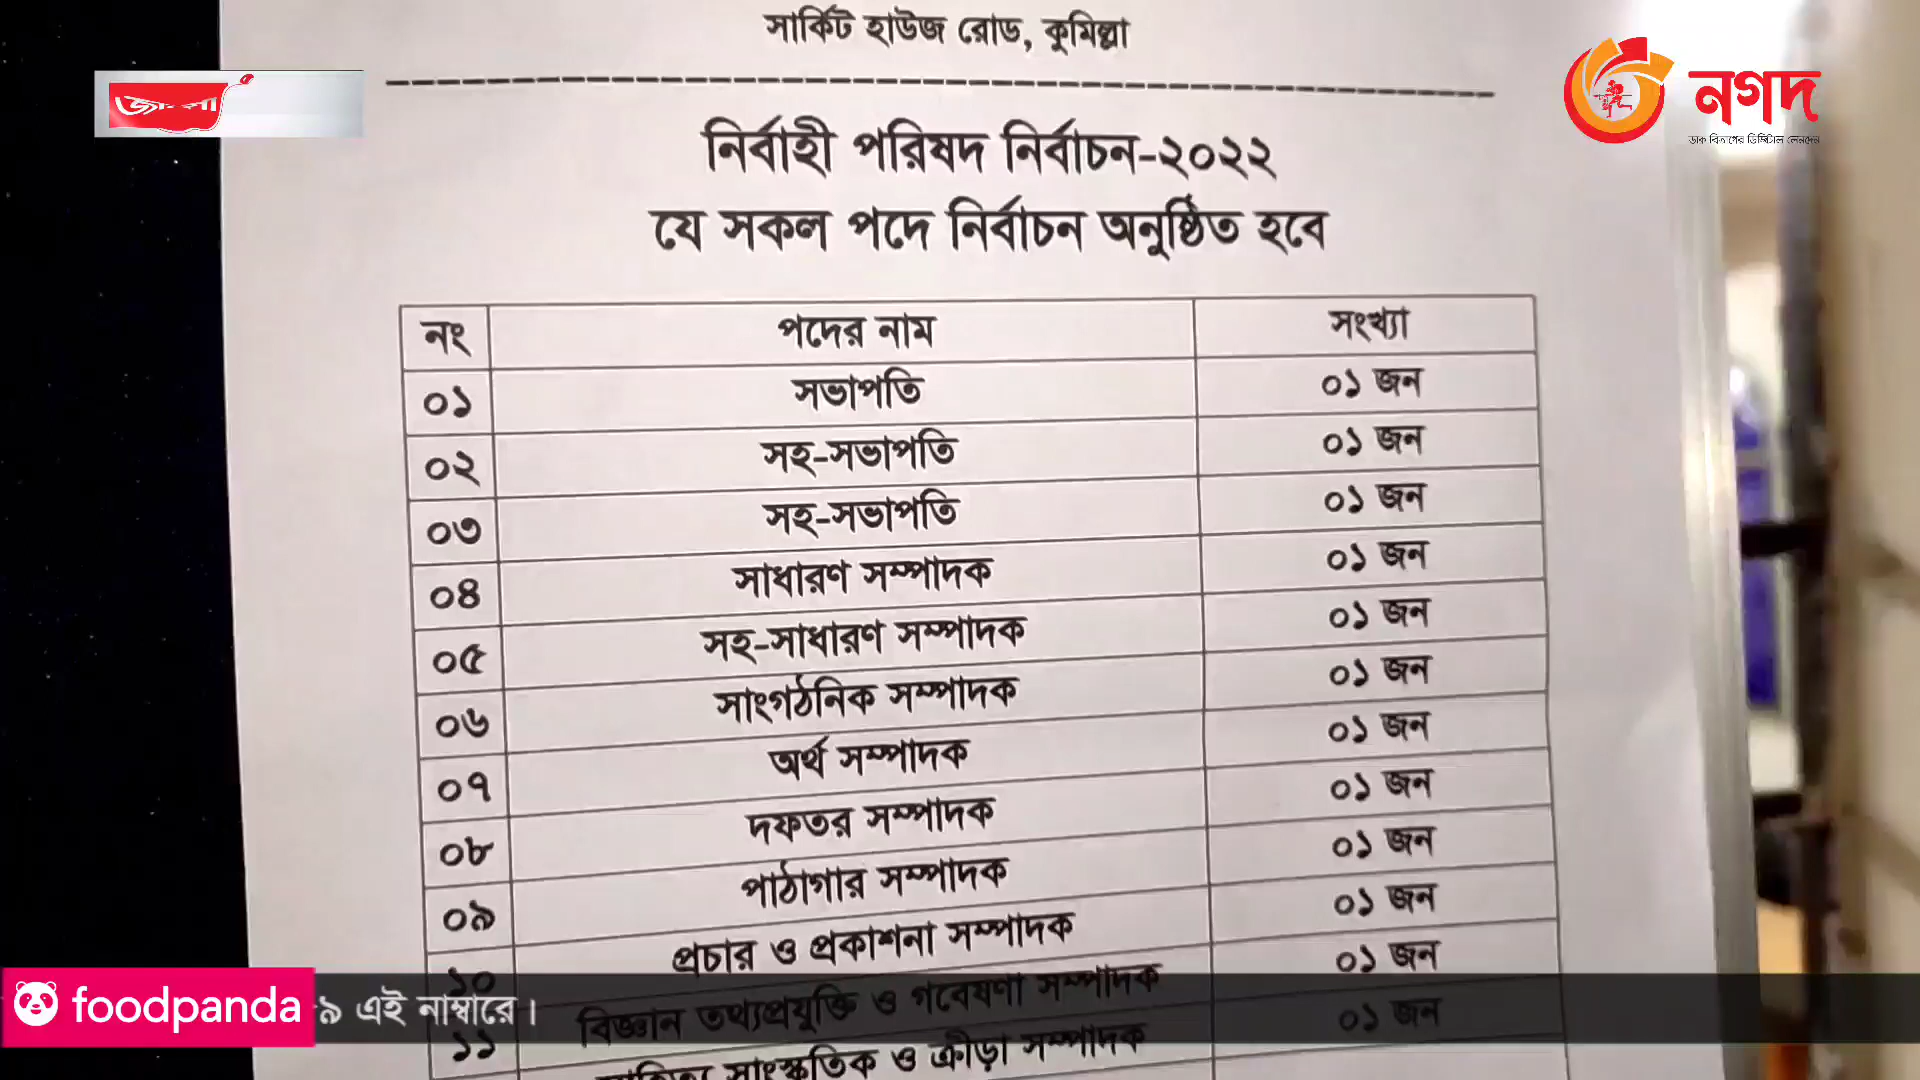 সার্কিট হাউজ রোড, কুমিল্লা
নগদ
ডাক বিভাগের ডিজিটাল লেনদেন
নির্বাহী পরিষদ নির্বাচন-২০২২
যে সকল পদে নির্বাচন অনুষ্ঠিত হবে
নং পদের নাম সংখ্যা
০১ সভাপতি ০১ জন
০২ সহ-সভাপতি ০১ জন
০৩ সহ-সভাপতি ০১ জন
০৪ সাধারণ সম্পাদক ০১ জন
০৫ সহ-সাধারণ সম্পাদক ০১ জন
০৬ সাংগঠনিক সম্পাদক ০১ জন
০৭ অর্থ সম্পাদক ০১ জন
০৮ দফতর সম্পাদক ০১ জন
০৯ পাঠাগার সম্পাদক ০১ জন
১০ প্রচার ও প্রকাশনা সম্পাদক ০১ জন
১১ বিজ্ঞান তথ্যপ্রযুক্তি ও গবেষণা সম্পাদক ০১ জন
সাংস্কৃতিক ও ক্রীড়া সম্পাদক ০১ জন
foodpanda ৯ এই নাম্বারে।